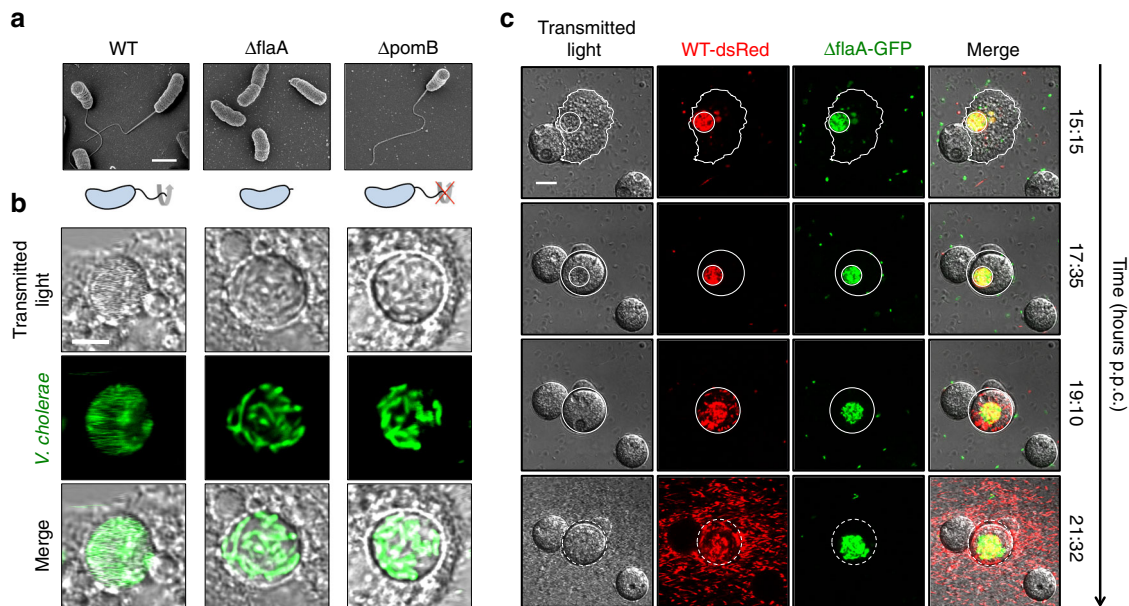 a
WT
ΔflaA
ΔpomB
b
Transmitted
light
V. cholerae
Merge
c
Transmitted
light
WT-dsRed
ΔflaA-GFP
Merge
15:15
17:35
19:10
21:32
Time (hours p.p.c.)